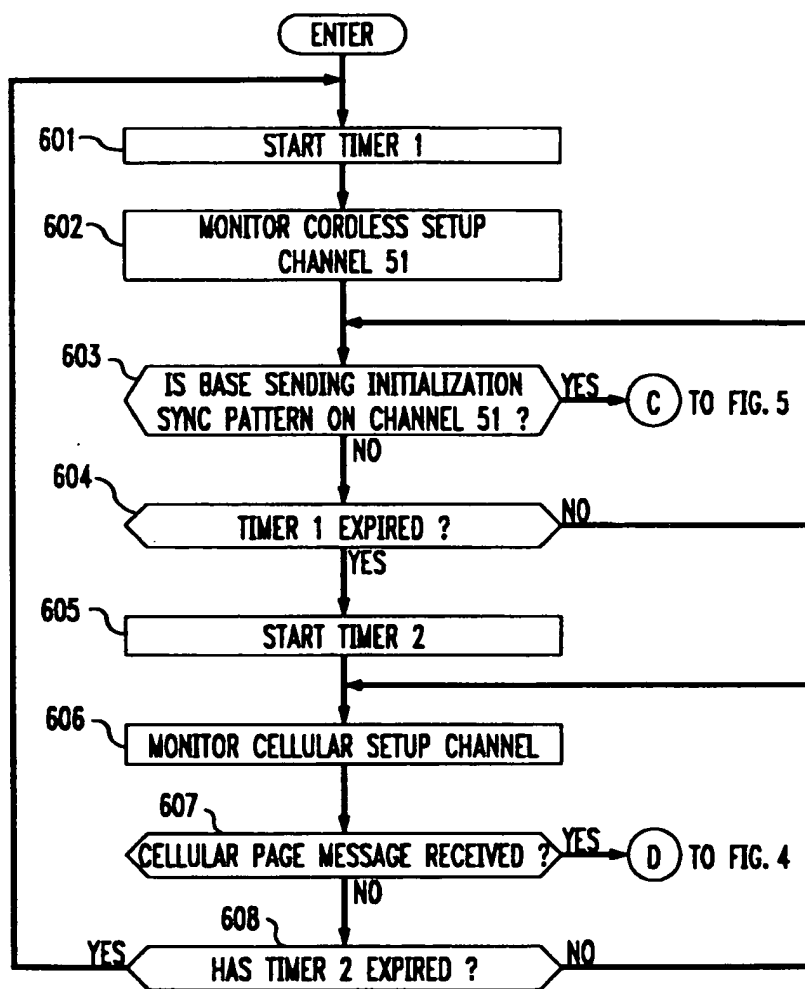 ENTER
601
START TIMER 1
602
MONITOR CORDLESS SETUP
CHANNEL 51
603
IS BASE SENDING INITIALIZATION
SYNC PATTERN ON CHANNEL 51 ?
YES
C
TO FIG. 5
NO
604
TIMER 1 EXPIRED ?
NO
YES
605
START TIMER 2
606
MONITOR CELLULAR SETUP CHANNEL
607
CELLULAR PAGE MESSAGE RECEIVED ?
YES
D
TO FIG. 4
NO
608
YES
HAS TIMER 2 EXPIRED ?
NO